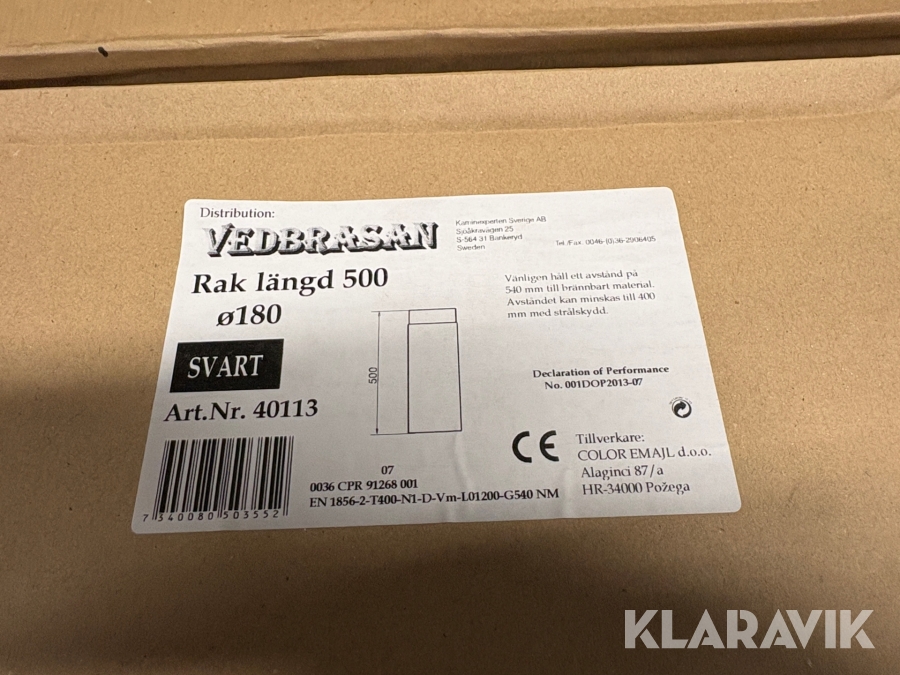 Distribution:
VEDBRASAN
Kaminexperten Sverige AB
Sjöåkravägen 25
S-564 31 Bankeryd
Sweden
Tel./Fax. 0046-(0)36-2906405
Rak längd 500
ø180
SVART
Art.Nr. 40113
Vänligen håll ett avstånd på
540 mm till brännbart material.
Avståndet kan minskas till 400
mm med strålskydd.
500
Declaration of Performance
No. 001DOP2013-07
CE
Tillverkare:
COLOR EMAJL d.o.o.
Alaginci 87/a
HR-34000 Požega
07
0036 CPR 91268 001
EN 1856-2-T400-N1-D-Vm-L01200-G540 NM
7 340080 503552
KLARAVIK